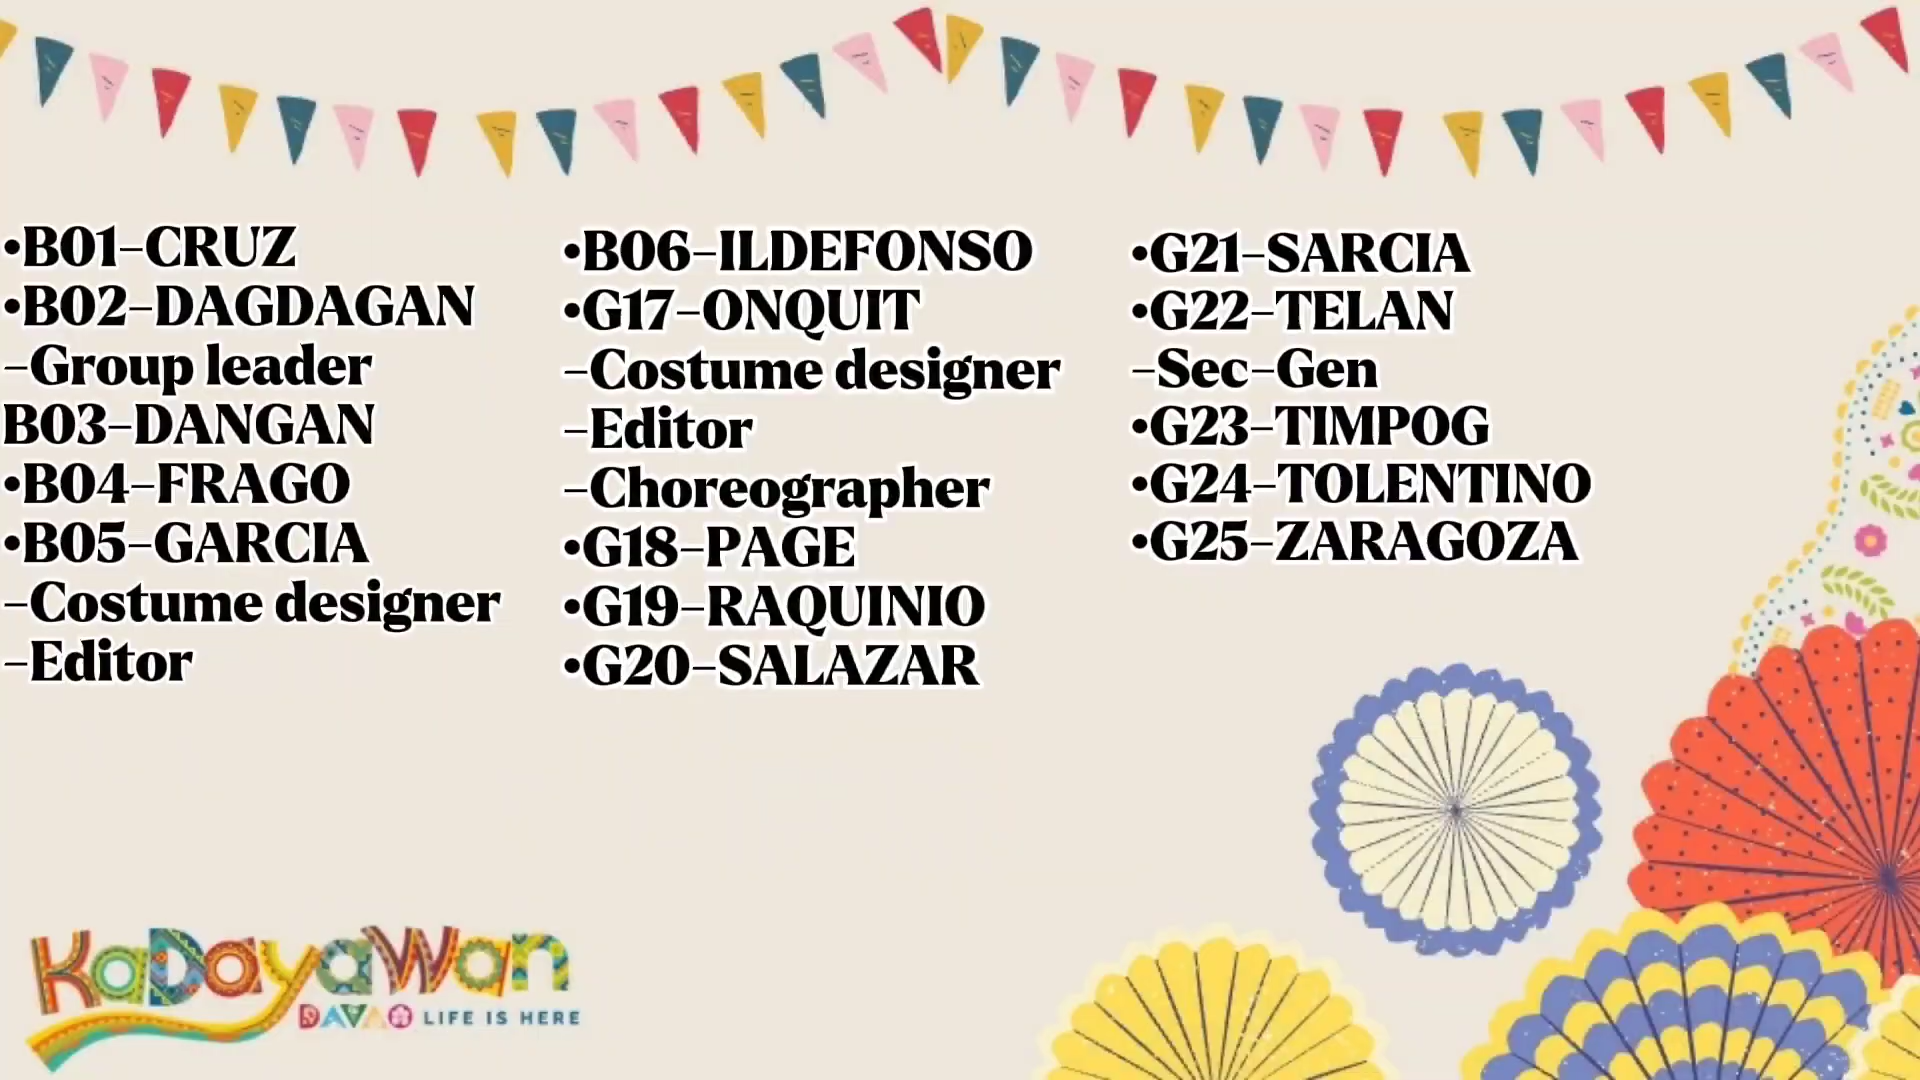 •B01–CRUZ
•B02–DAGDAGAN
–Group leader
B03–DANGAN
•B04–FRAGO
•B05–GARCIA
–Costume designer
–Editor
•B06–ILDEFONSO
•G17–ONQUIT
–Costume designer
–Editor
–Choreographer
•G18–PAGE
•G19–RAQUINIO
•G20–SALAZAR
•G21–SARCIA
•G22–TELAN
–Sec–Gen
•G23–TIMPOG
•G24–TOLENTINO
•G25–ZARAGOZA
KaDayaWan
DAVAO LIFE IS HERE